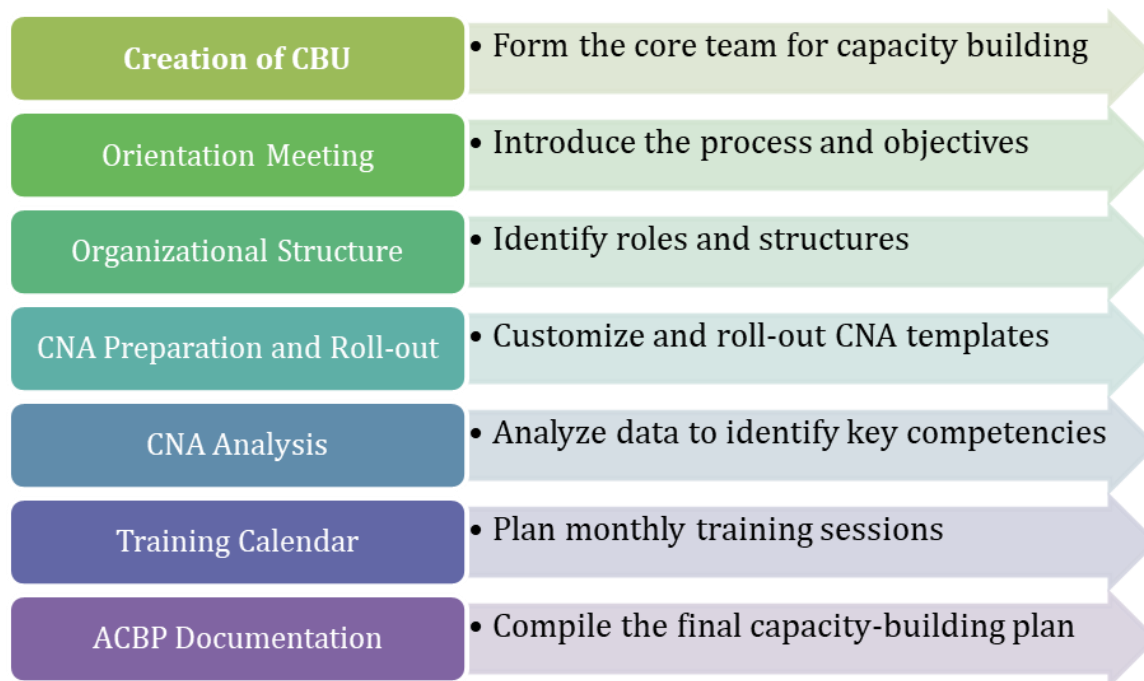 Creation of CBU
• Form the core team for capacity building
Orientation Meeting
• Introduce the process and objectives
Organizational Structure
• Identify roles and structures
CNA Preparation and Roll-out
• Customize and roll-out CNA templates
CNA Analysis
• Analyze data to identify key competencies
Training Calendar
• Plan monthly training sessions
ACBP Documentation
• Compile the final capacity-building plan